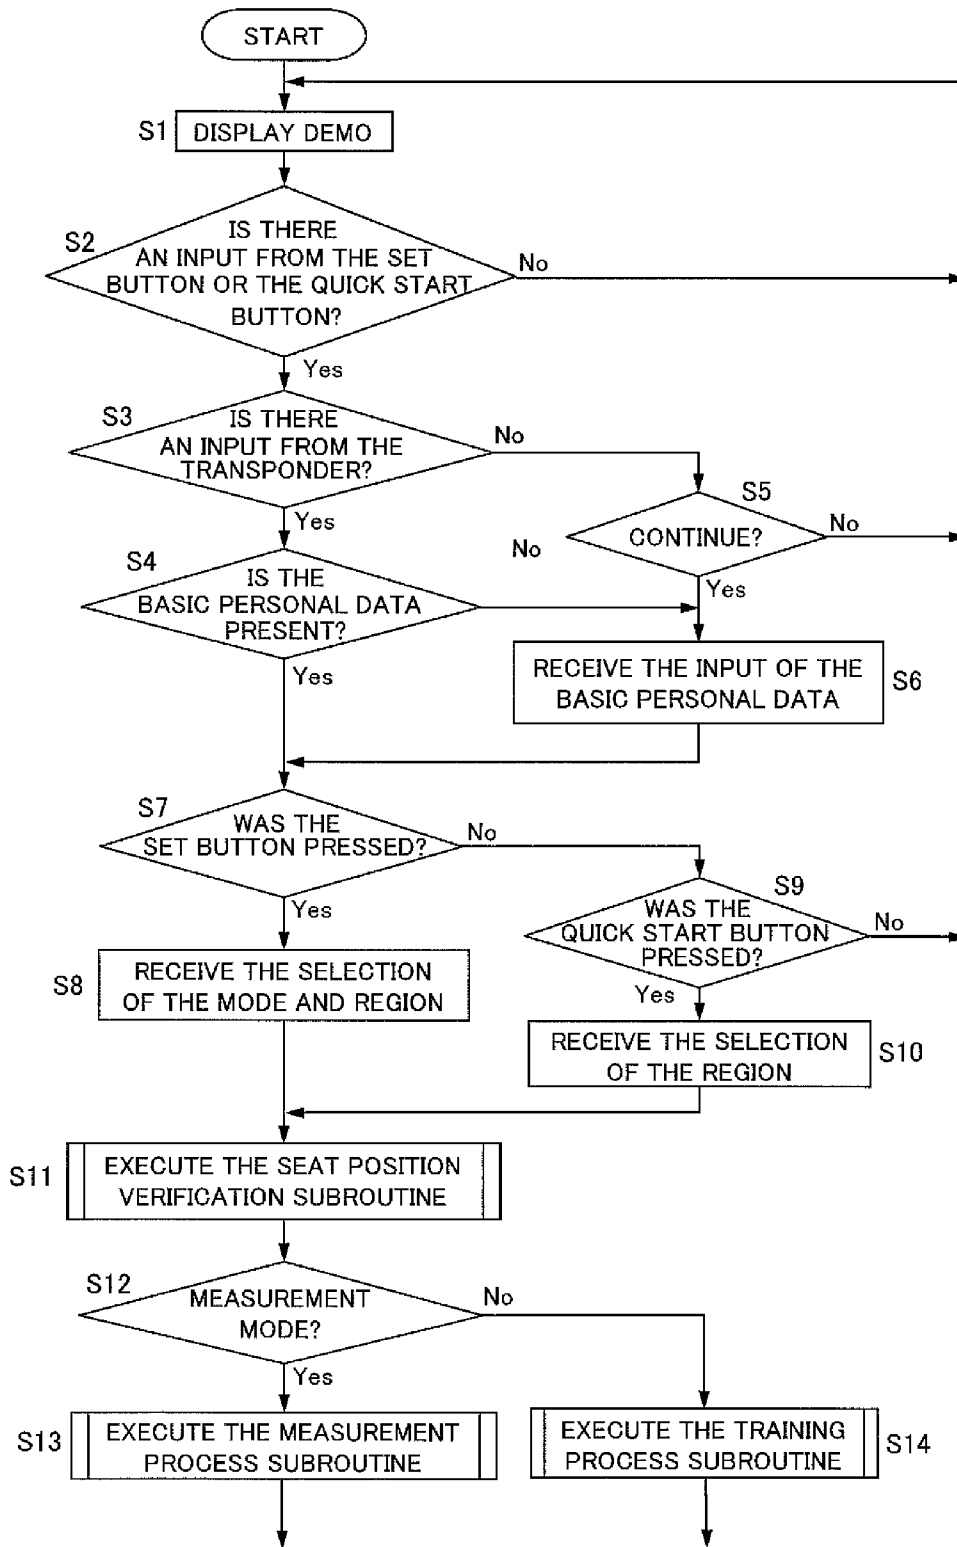 START
S1
DISPLAY DEMO
S2
IS THERE
AN INPUT FROM THE SET
BUTTON OR THE QUICK START
BUTTON?
No
Yes
S3
IS THERE
AN INPUT FROM THE
TRANSPONDER?
No
Yes
S5
CONTINUE?
No
No
Yes
S4
IS THE
BASIC PERSONAL DATA
PRESENT?
Yes
RECEIVE THE INPUT OF THE
BASIC PERSONAL DATA
S6
S7
WAS THE
SET BUTTON PRESSED?
No
Yes
S9
WAS THE
QUICK START BUTTON
PRESSED?
No
Yes
S8
RECEIVE THE SELECTION
OF THE MODE AND REGION
RECEIVE THE SELECTION
OF THE REGION
S10
S11
EXECUTE THE SEAT POSITION
VERIFICATION SUBROUTINE
S12
MEASUREMENT
MODE?
No
Yes
S13
EXECUTE THE MEASUREMENT
PROCESS SUBROUTINE
EXECUTE THE TRAINING
PROCESS SUBROUTINE
S14